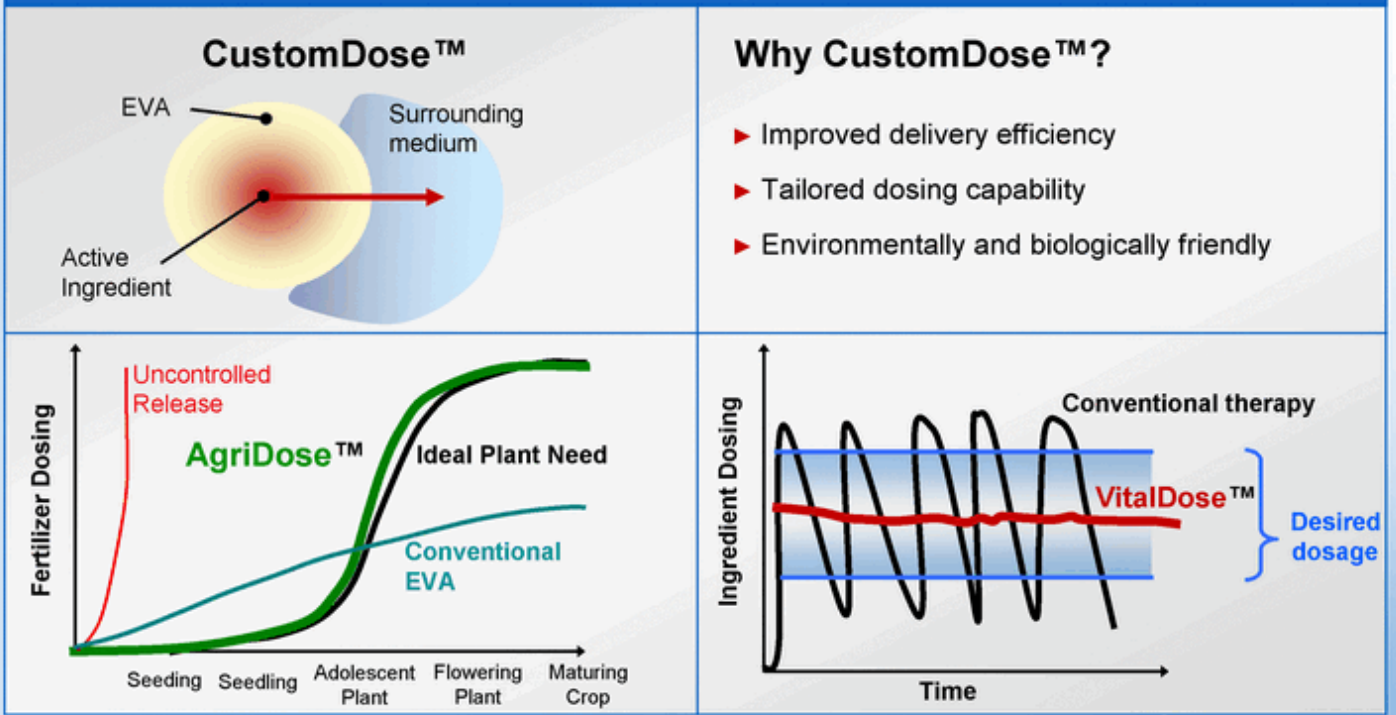 CustomDose™
EVA
Surrounding
medium
Active
Ingredient
Why CustomDose™?
Improved delivery efficiency
Tailored dosing capability
Environmentally and biologically friendly
Fertilizer Dosing
Uncontrolled
Release
AgriDose™
Ideal Plant Need
Conventional
EVA
Seeding
Seedling
Adolescent
Plant
Flowering
Plant
Maturing
Crop
Ingredient Dosing
Conventional therapy
VitalDose™
Desired
dosage
Time